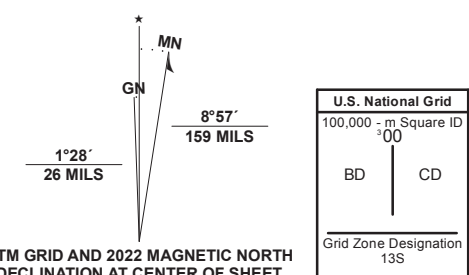 ★
MN
GN
8°57´
159 MILS
1°28´
26 MILS
TM GRID AND 2022 MAGNETIC NORTH
DECLINATION AT CENTER OF SHEET
U.S. National Grid
100,000 - m Square ID
³00
BD
CD
Grid Zone Designation
13S